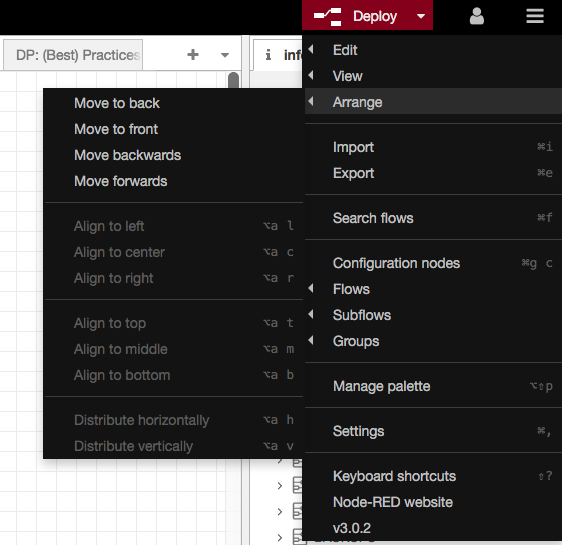 Deploy
DP: (Best) Practices
info
Edit
View
Arrange
Import ⌘i
Export ⌘e
Search flows ⌘f
Configuration nodes ⌘g c
Flows
Subflows
Groups
Manage palette ⌥⇧p
Settings ⌘,
Keyboard shortcuts ⇧?
Node-RED website
v3.0.2
Move to back
Move to front
Move backwards
Move forwards
Align to left ⌥a l
Align to center ⌥a c
Align to right ⌥a r
Align to top ⌥a t
Align to middle ⌥a m
Align to bottom ⌥a b
Distribute horizontally ⌥a h
Distribute vertically ⌥a v